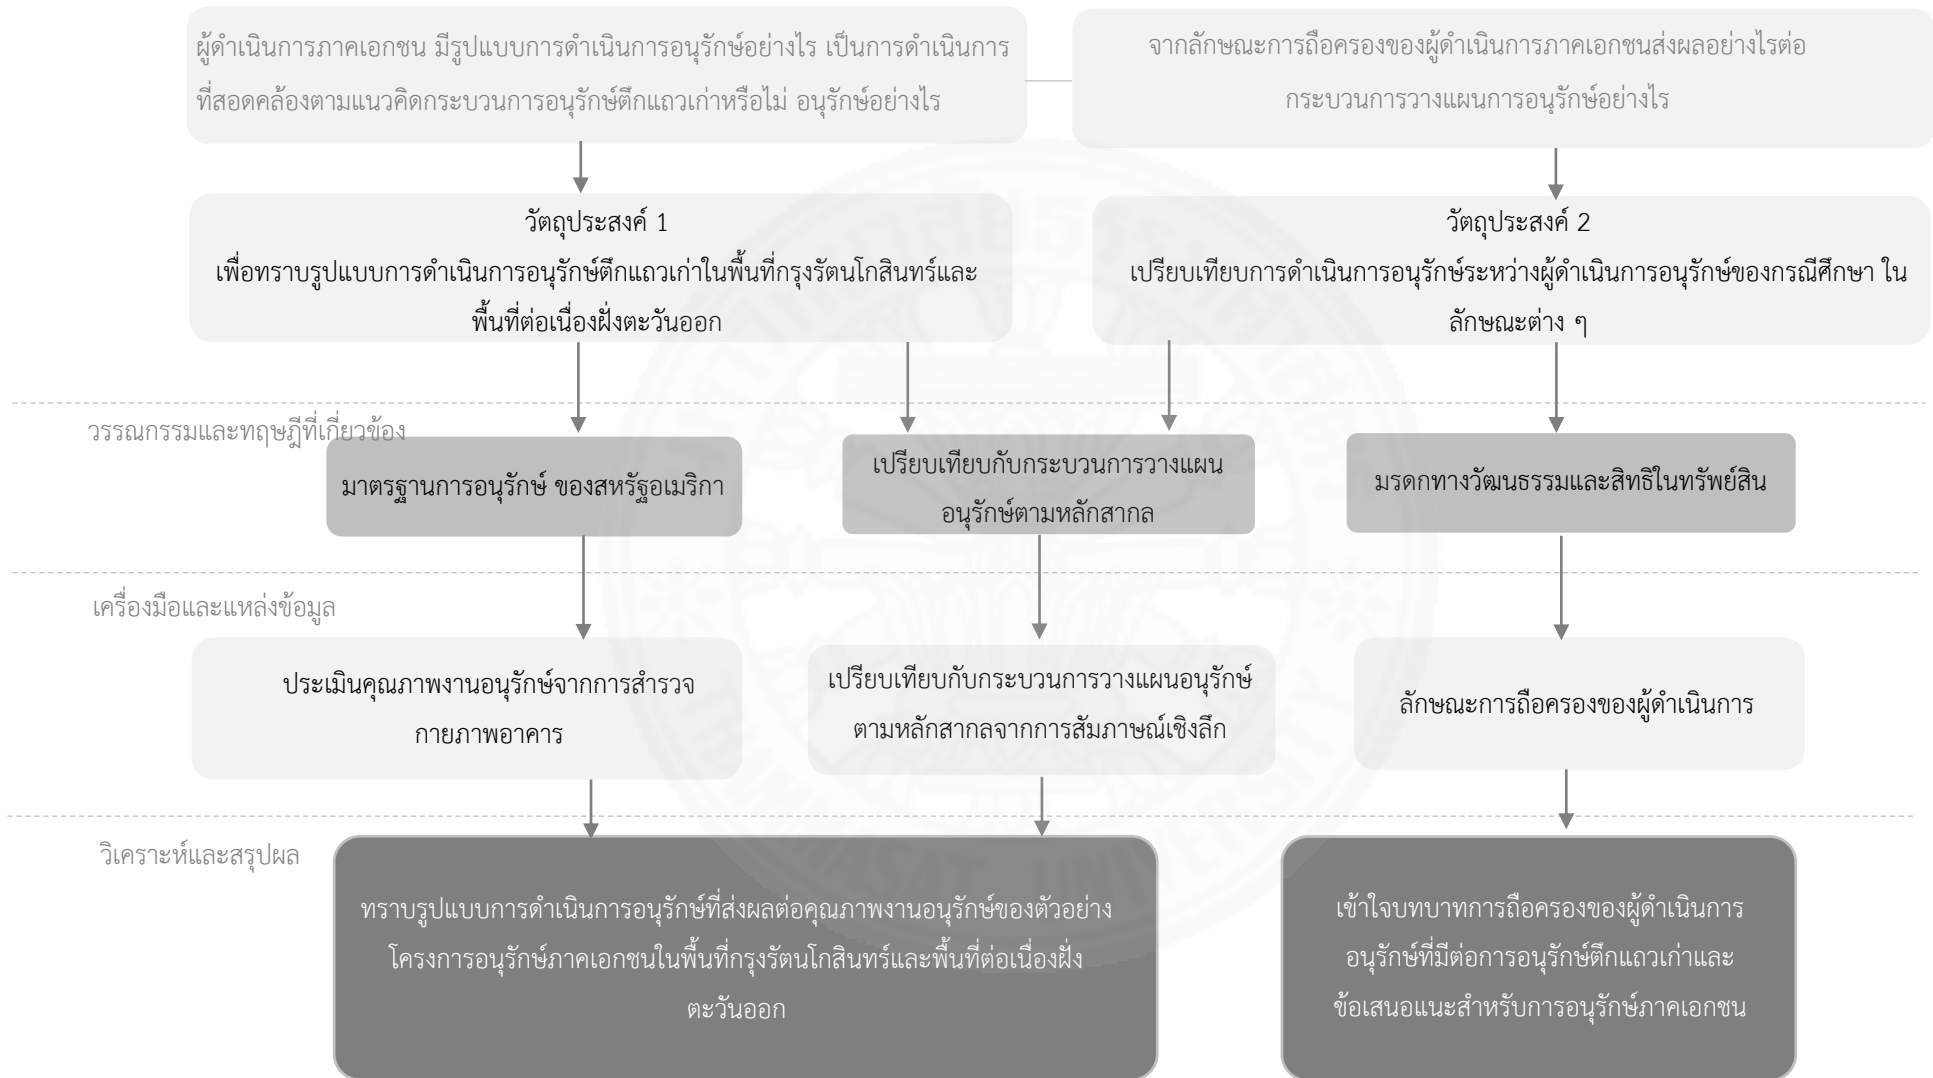 ผู้ดำเนินการภาคเอกชน มีรูปแบบการดำเนินการอนุรักษ์อย่างไร เป็นการดำเนินการ
ที่สอดคล้องตามแนวคิดกระบวนการอนุรักษ์ตึกแถวเก่าหรือไม่ อนุรักษ์อย่างไร
จากลักษณะการถือครองของผู้ดำเนินการภาคเอกชนส่งผลอย่างไรต่อ
กระบวนการวางแผนการอนุรักษ์อย่างไร
วัตถุประสงค์ 1
เพื่อทราบรูปแบบการดำเนินการอนุรักษ์ตึกแถวเก่าในพื้นที่กรุงรัตนโกสินทร์และ
พื้นที่ต่อเนื่องฝั่งตะวันออก
วัตถุประสงค์ 2
เปรียบเทียบการดำเนินการอนุรักษ์ระหว่างผู้ดำเนินการอนุรักษ์ของกรณีศึกษา ใน
ลักษณะต่าง ๆ
วรรณกรรมและทฤษฎีที่เกี่ยวข้อง
มาตรฐานการอนุรักษ์ ของสหรัฐอเมริกา
เปรียบเทียบกับกระบวนการวางแผน
อนุรักษ์ตามหลักสากล
มรดกทางวัฒนธรรมและสิทธิในทรัพย์สิน
เครื่องมือและแหล่งข้อมูล
ประเมินคุณภาพงานอนุรักษ์จากการสำรวจ
กายภาพอาคาร
เปรียบเทียบกับกระบวนการวางแผนอนุรักษ์
ตามหลักสากลจากการสัมภาษณ์เชิงลึก
ลักษณะการถือครองของผู้ดำเนินการ
วิเคราะห์และสรุปผล
ทราบรูปแบบการดำเนินการอนุรักษ์ที่ส่งผลต่อคุณภาพงานอนุรักษ์ของตัวอย่าง
โครงการอนุรักษ์ภาคเอกชนในพื้นที่กรุงรัตนโกสินทร์และพื้นที่ต่อเนื่องฝั่ง
ตะวันออก
เข้าใจบทบาทการถือครองของผู้ดำเนินการ
อนุรักษ์ที่มีต่อการอนุรักษ์ตึกแถวเก่าและ
ข้อเสนอแนะสำหรับการอนุรักษ์ภาคเอกชน
THAMMASAT UNIVERSITY